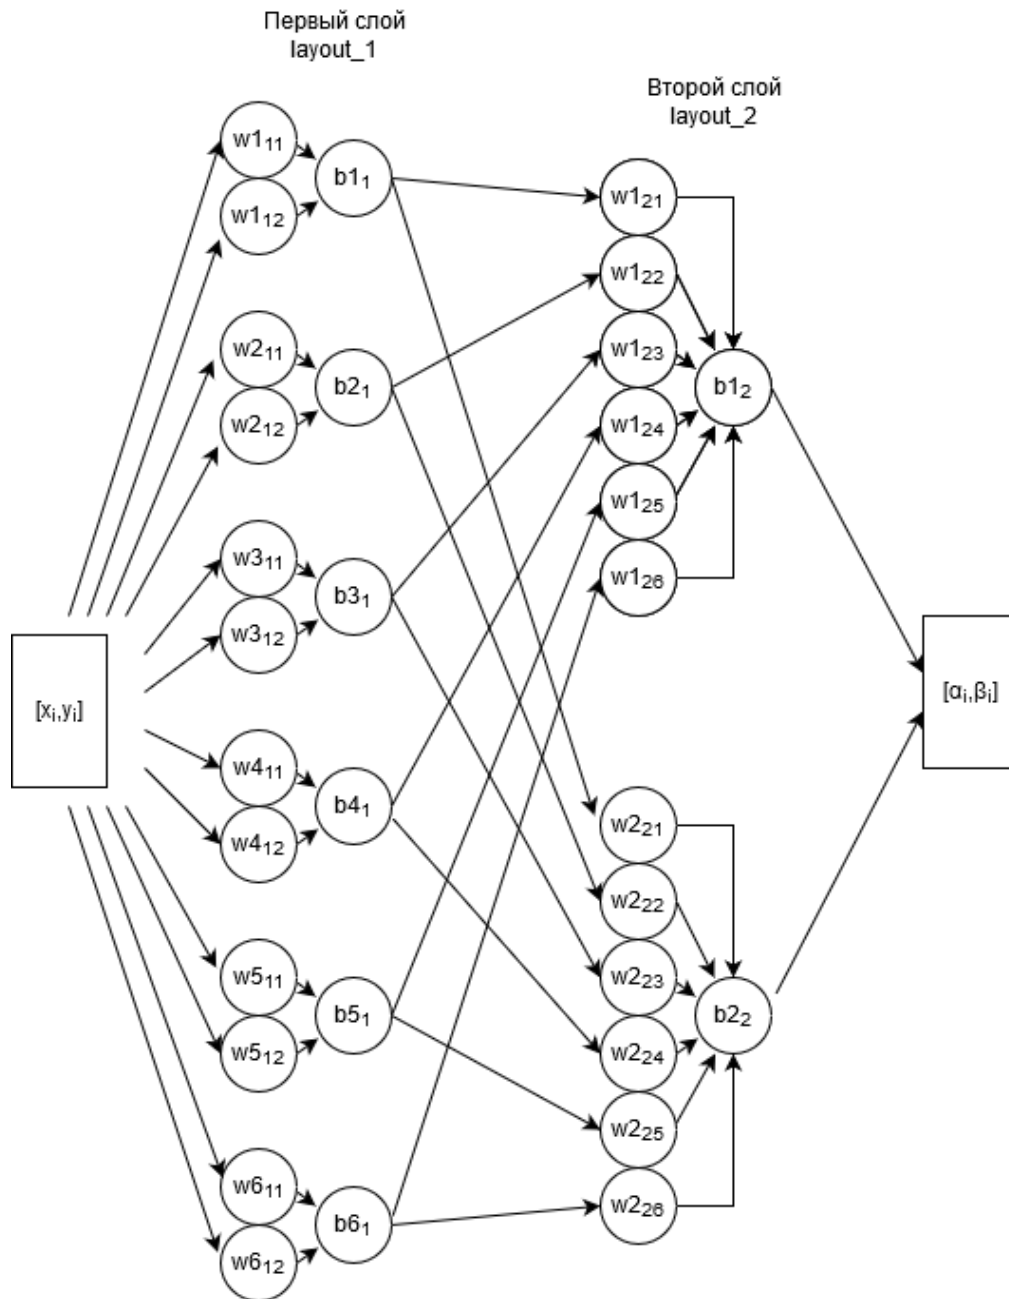 Первый слой
layout_1
Второй слой
layout_2
w1₁₁
w1₁₂
b1₁
w2₁₁
w2₁₂
b2₁
w3₁₁
w3₁₂
b3₁
w4₁₁
w4₁₂
b4₁
w5₁₁
w5₁₂
b5₁
w6₁₁
w6₁₂
b6₁
[xᵢ,yᵢ]
w1₂₁
w1₂₂
w1₂₃
w1₂₄
w1₂₅
w1₂₆
b1₂
w2₂₁
w2₂₂
w2₂₃
w2₂₄
w2₂₅
w2₂₆
b2₂
[αᵢ,βᵢ]